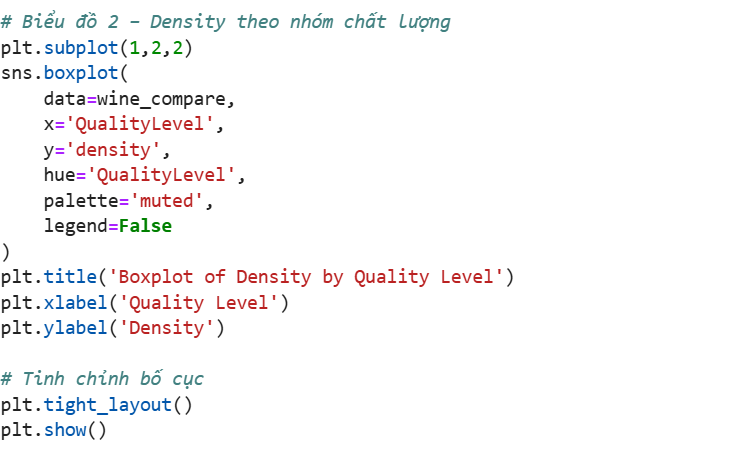 # Biểu đồ 2 – Density theo nhóm chất lượng
plt.subplot(1,2,2)
sns.boxplot(
    data=wine_compare,
    x='QualityLevel',
    y='density',
    hue='QualityLevel',
    palette='muted',
    legend=False
)
plt.title('Boxplot of Density by Quality Level')
plt.xlabel('Quality Level')
plt.ylabel('Density')

# Tinh chỉnh bố cục
plt.tight_layout()
plt.show()